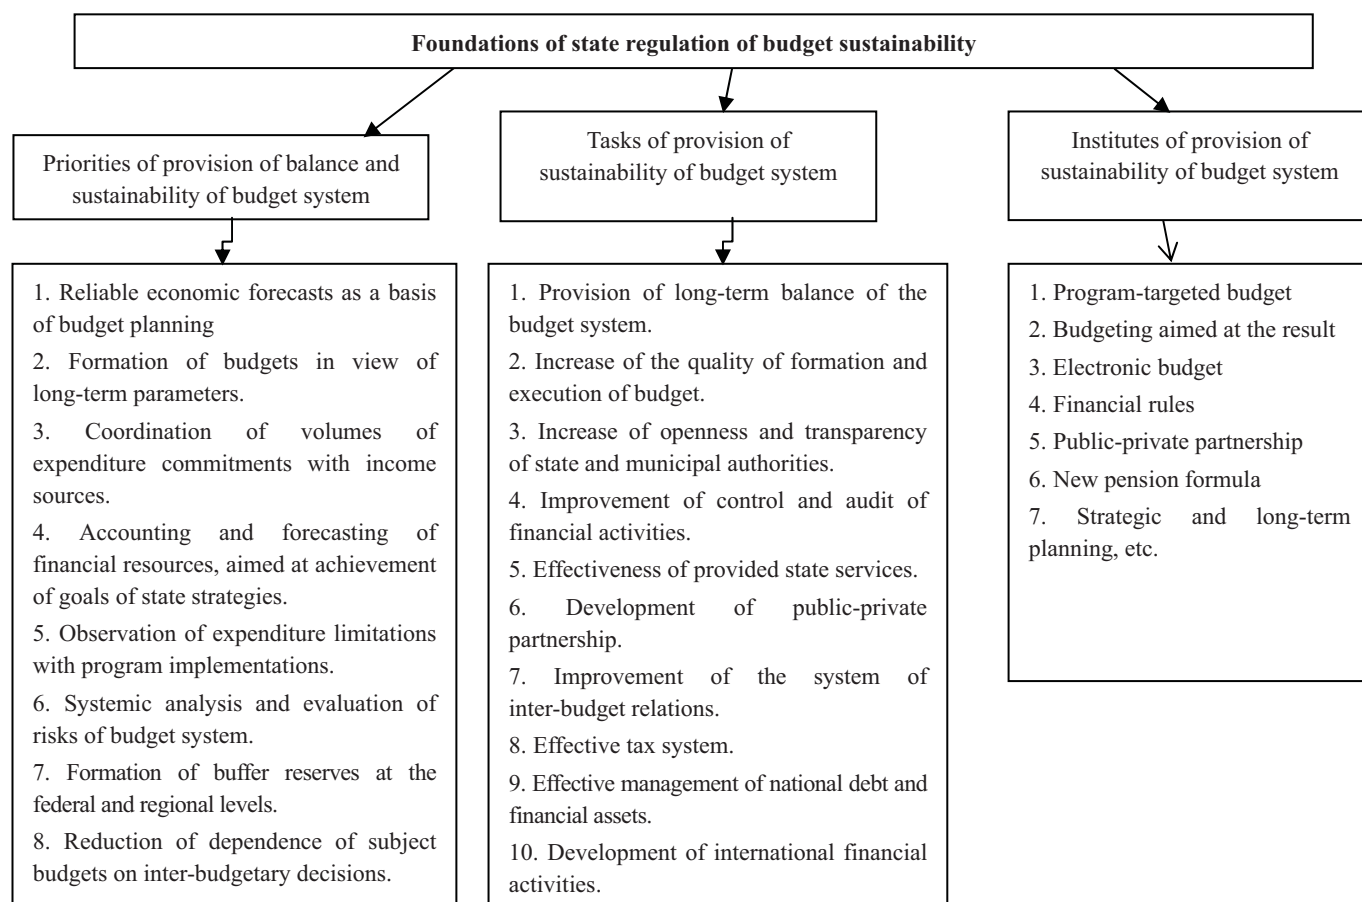 Foundations of state regulation of budget sustainability
Priorities of provision of balance and
sustainability of budget system
Tasks of provision of
sustainability of budget system
Institutes of provision of
sustainability of budget system
1. Reliable economic forecasts as a basis
of budget planning
2. Formation of budgets in view of
long-term parameters.
3. Coordination of volumes of
expenditure commitments with income
sources.
4. Accounting and forecasting of
financial resources, aimed at achievement
of goals of state strategies.
5. Observation of expenditure limitations
with program implementations.
6. Systemic analysis and evaluation of
risks of budget system.
7. Formation of buffer reserves at the
federal and regional levels.
8. Reduction of dependence of subject
budgets on inter-budgetary decisions.
1. Provision of long-term balance of the
budget system.
2. Increase of the quality of formation and
execution of budget.
3. Increase of openness and transparency
of state and municipal authorities.
4. Improvement of control and audit of
financial activities.
5. Effectiveness of provided state services.
6. Development of public-private
partnership.
7. Improvement of the system of
inter-budget relations.
8. Effective tax system.
9. Effective management of national debt and
financial assets.
10. Development of international financial
activities.
1. Program-targeted budget
2. Budgeting aimed at the result
3. Electronic budget
4. Financial rules
5. Public-private partnership
6. New pension formula
7. Strategic and long-term
planning, etc.